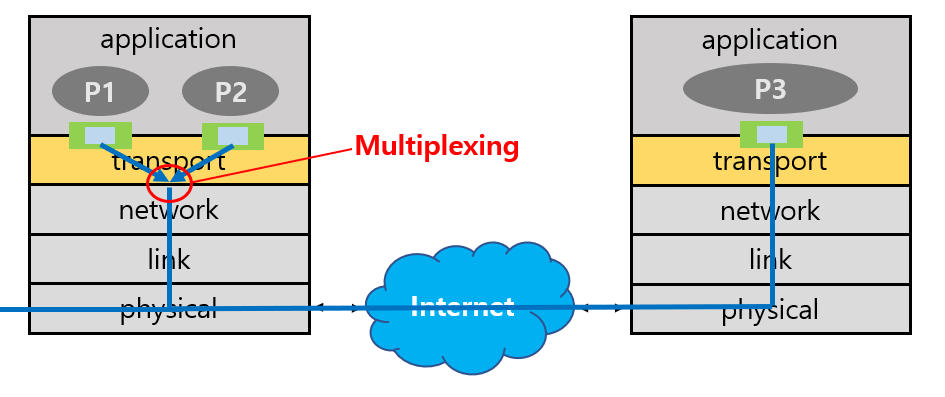 application
P1
P2
transport
network
link
physical
Multiplexing
Internet
application
P3
transport
network
link
physical